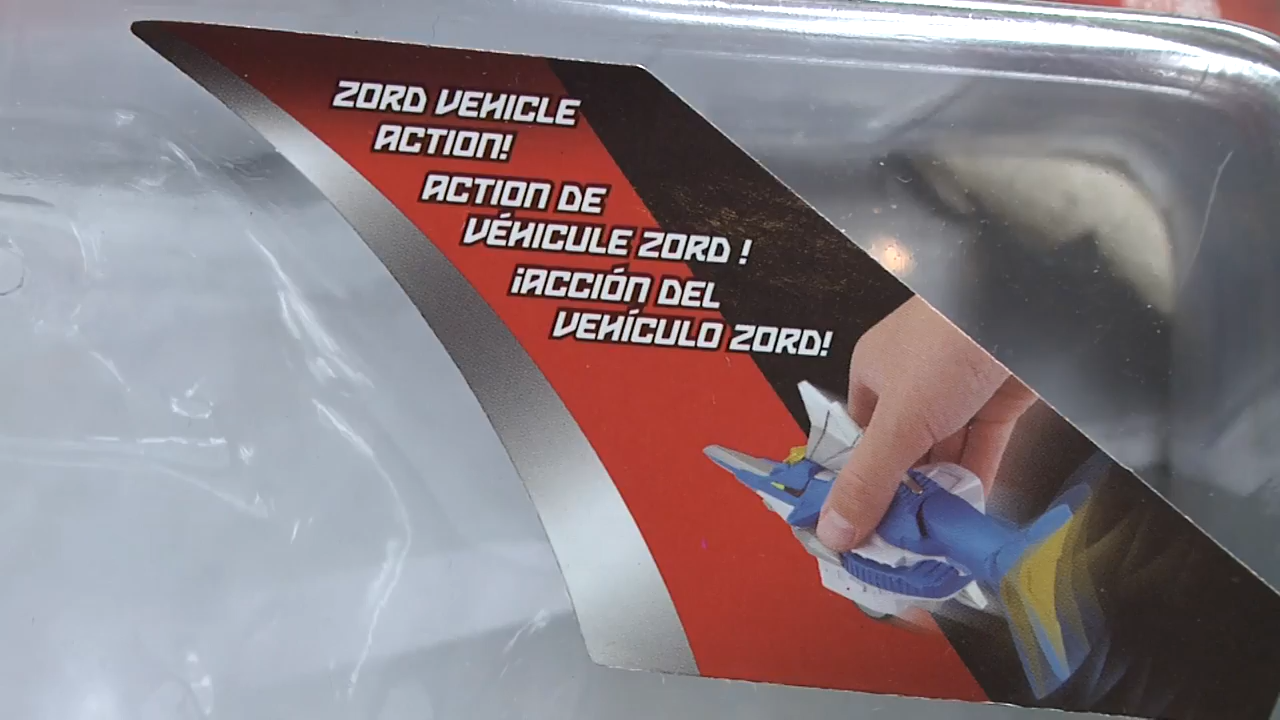 ZORD VEHICLE
ACTION!
ACTION DE
VÉHICULE ZORD !
¡ACCIÓN DEL
VEHÍCULO ZORD!